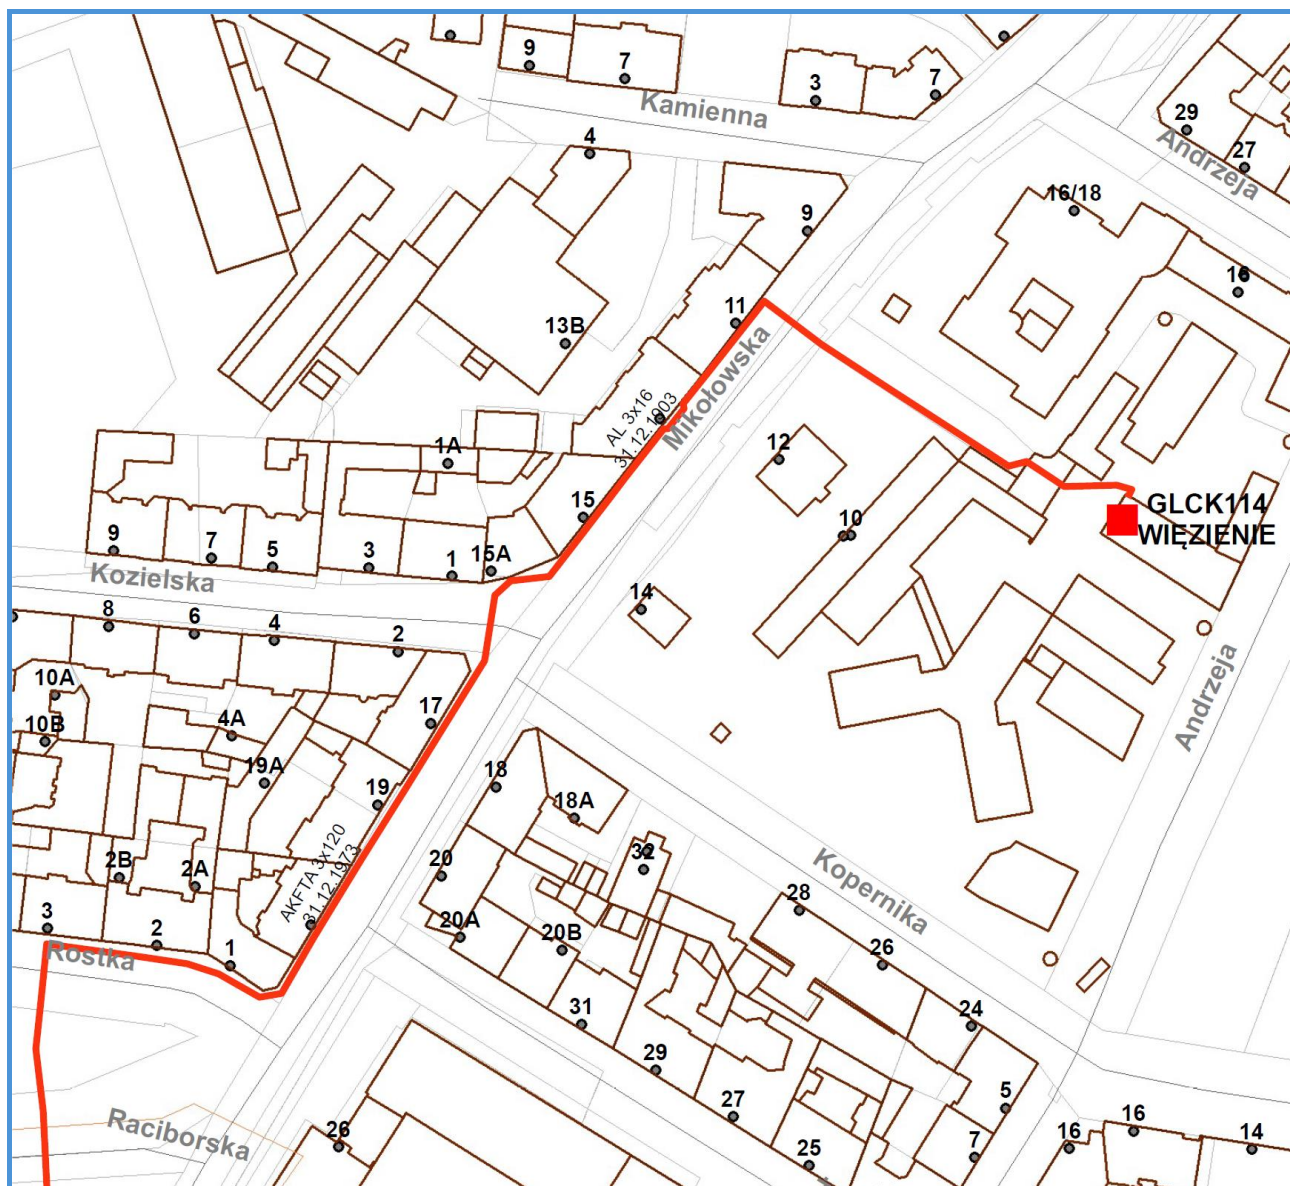 9
7
3
7
Kamienna
29
Andrzeja
27
4
16/18
9
16
11
13B
Mikołowska
AL 3x16
31.12.1903
12
1A
15
10
GLCK114
WIĘZIENIE
9
7
5
3
1
15A
Kozielska
14
8
6
4
2
10A
17
10B
4A
19A
19
Andrzeja
18
18A
AKFTA 3x120
31.12.1973
2B
2A
20
32
Kopernika
28
3
2
1
Rostka
20A
20B
26
31
24
29
5
27
Raciborska
26
25
7
16
16
14